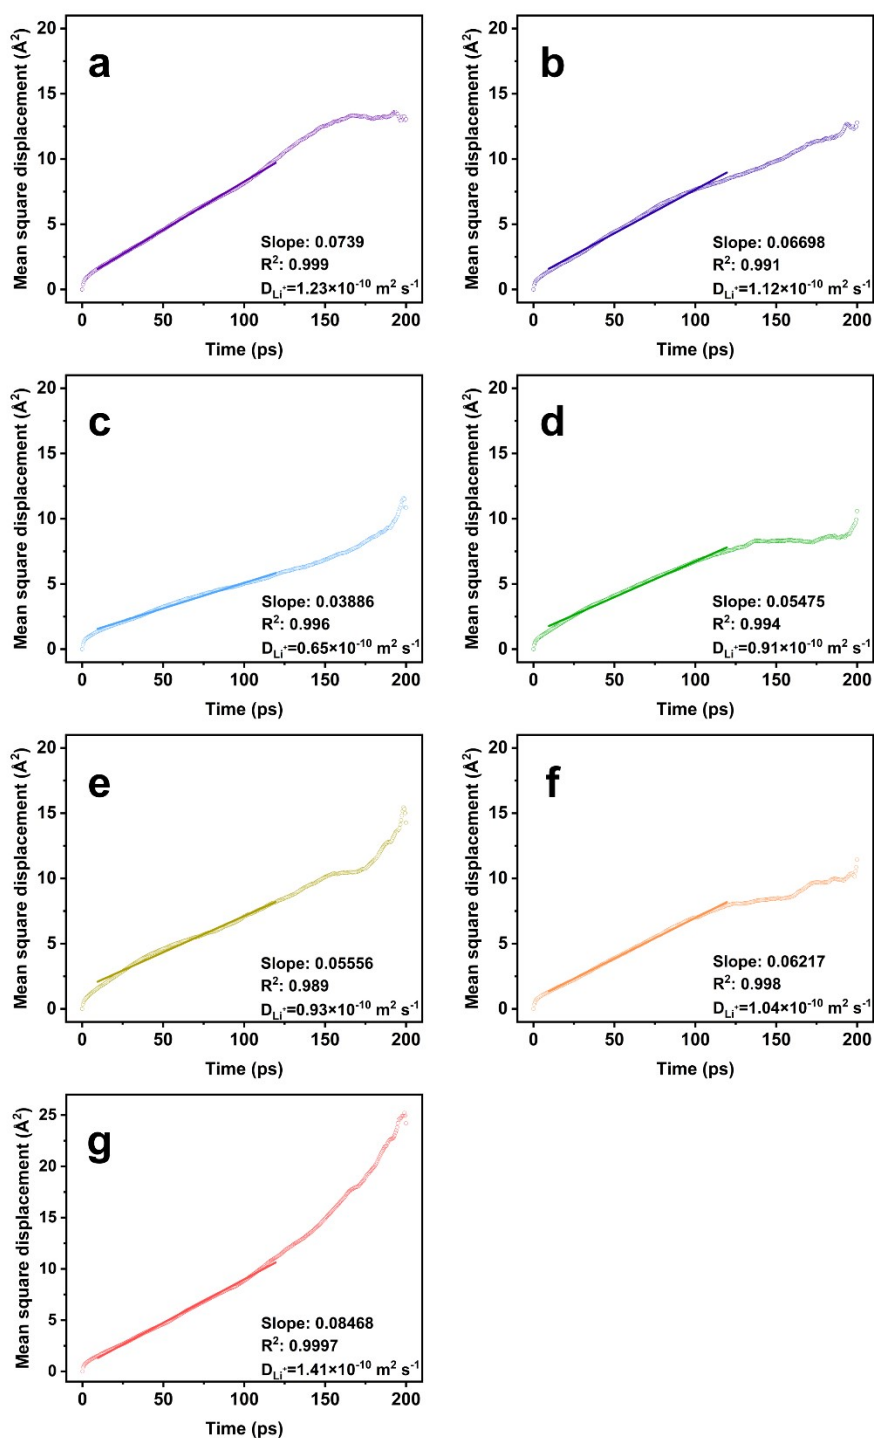 a
Mean square displacement (Å²)
20
15
10
5
0
Slope: 0.0739
R²: 0.999
D_Li⁺=1.23×10⁻¹⁰ m² s⁻¹
0 50 100 150 200
Time (ps)
b
Mean square displacement (Å²)
20
15
10
5
0
Slope: 0.06698
R²: 0.991
D_Li⁺=1.12×10⁻¹⁰ m² s⁻¹
0 50 100 150 200
Time (ps)
c
Mean square displacement (Å²)
20
15
10
5
0
Slope: 0.03886
R²: 0.996
D_Li⁺=0.65×10⁻¹⁰ m² s⁻¹
0 50 100 150 200
Time (ps)
d
Mean square displacement (Å²)
20
15
10
5
0
Slope: 0.05475
R²: 0.994
D_Li⁺=0.91×10⁻¹⁰ m² s⁻¹
0 50 100 150 200
Time (ps)
e
Mean square displacement (Å²)
20
15
10
5
0
Slope: 0.05556
R²: 0.989
D_Li⁺=0.93×10⁻¹⁰ m² s⁻¹
0 50 100 150 200
Time (ps)
f
Mean square displacement (Å²)
20
15
10
5
0
Slope: 0.06217
R²: 0.998
D_Li⁺=1.04×10⁻¹⁰ m² s⁻¹
0 50 100 150 200
Time (ps)
g
Mean square displacement (Å²)
25
20
15
10
5
0
Slope: 0.08468
R²: 0.9997
D_Li⁺=1.41×10⁻¹⁰ m² s⁻¹
0 50 100 150 200
Time (ps)